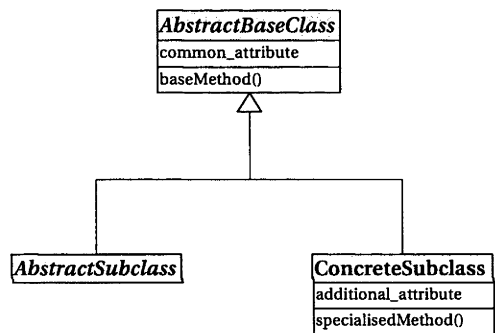 AbstractBaseClass
common_attribute
baseMethod()
AbstractSubclass
ConcreteSubclass
additional_attribute
specialisedMethod()